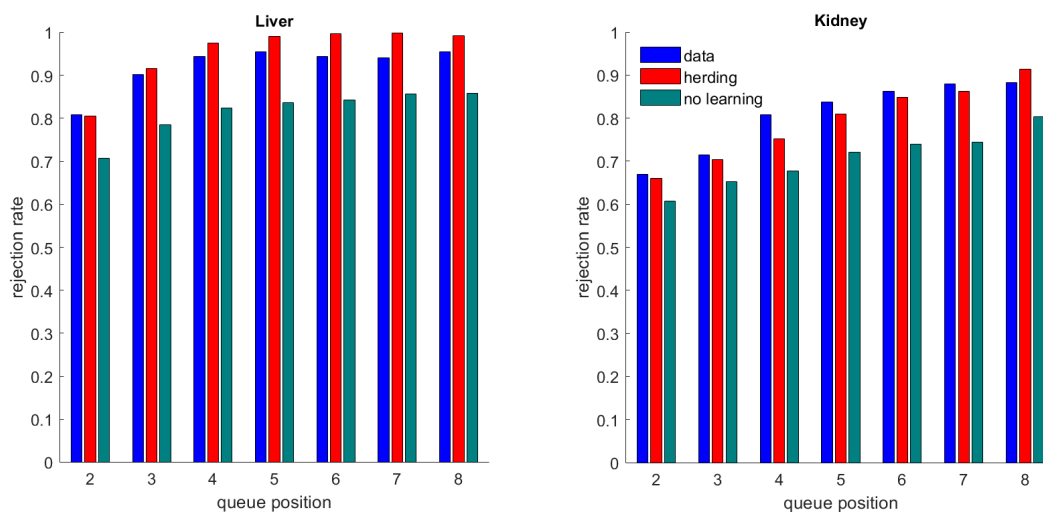 Liver
1
0.9
0.8
0.7
0.6
0.5
0.4
0.3
0.2
0.1
0
rejection rate
2 3 4 5 6 7 8
queue position
Kidney
1
0.9
0.8
0.7
0.6
0.5
0.4
0.3
0.2
0.1
0
rejection rate
data
herding
no learning
2 3 4 5 6 7 8
queue position